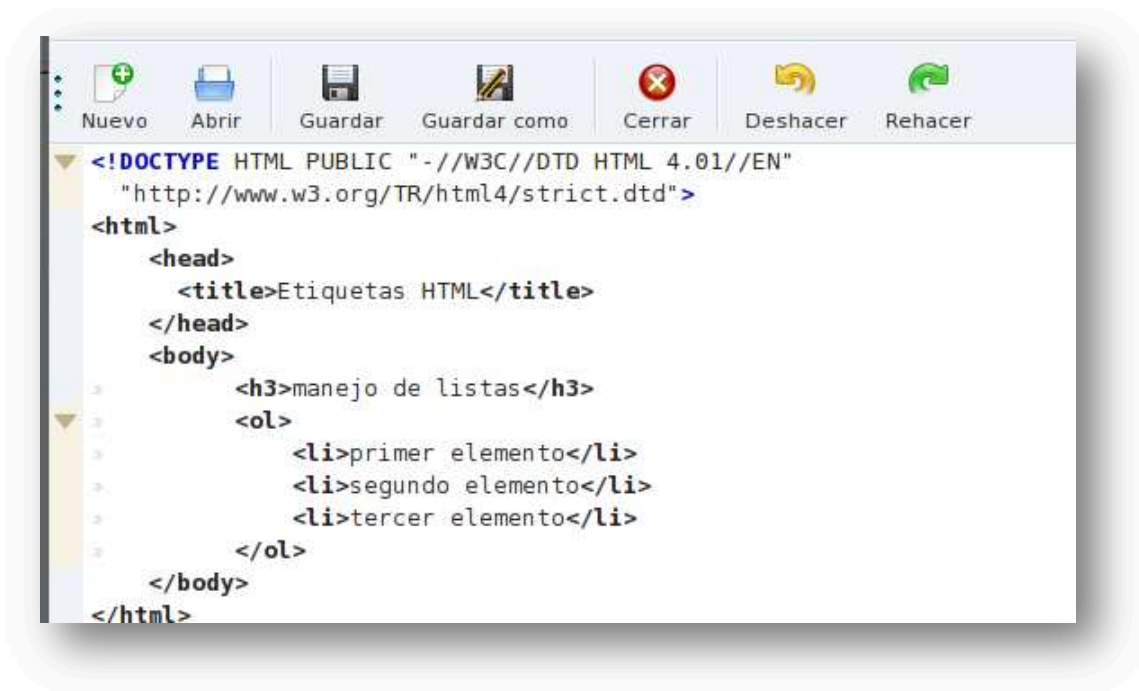 Nuevo Abrir Guardar Guardar como Cerrar Deshacer Rehacer
<!DOCTYPE HTML PUBLIC "-//W3C//DTD HTML 4.01//EN"
"http://www.w3.org/TR/html4/strict.dtd">
<html>
<head>
<title>Etiquetas HTML</title>
</head>
<body>
<h3>manejo de listas</h3>
<ol>
<li>primer elemento</li>
<li>segundo elemento</li>
<li>tercer elemento</li>
</ol>
</body>
</html>